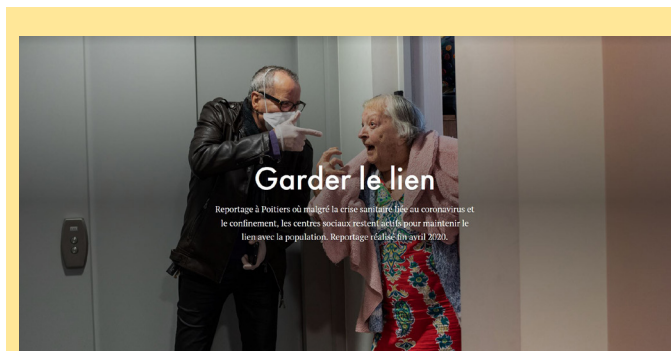 Garder le lien
Reportage à Poitiers où malgré la crise sanitaire liée au coronavirus et
le confinement, les centres sociaux restent actifs pour maintenir le
lien avec la population. Reportage réalisé fin avril 2020.